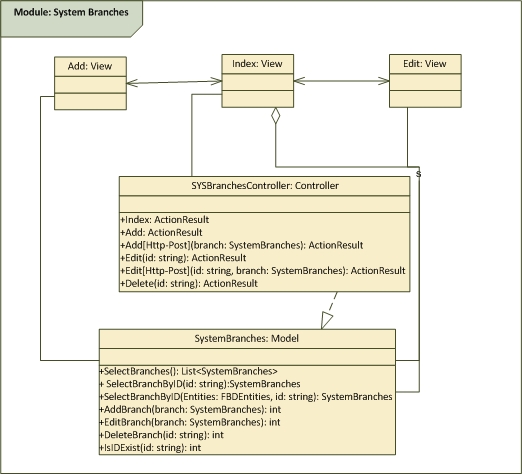 Module: System Branches
Add: View
Index: View
Edit: View
s
SYSBranchesController: Controller
+Index: ActionResult
+Add: ActionResult
+Add[Http-Post](branch: SystemBranches): ActionResult
+Edit(id: string): ActionResult
+Edit[Http-Post](id: string, branch: SystemBranches): ActionResult
+Delete(id: string): ActionResult
SystemBranches: Model
+SelectBranches(): List<SystemBranches>
+ SelectBranchByID(id: string):SystemBranches
+SelectBranchByID(Entities: FBDEntities, id: string): SystemBranches
+AddBranch(branch: SystemBranches): int
+EditBranch(branch: SystemBranches): int
+DeleteBranch(id: string): int
+IsIDExist(id: string): int